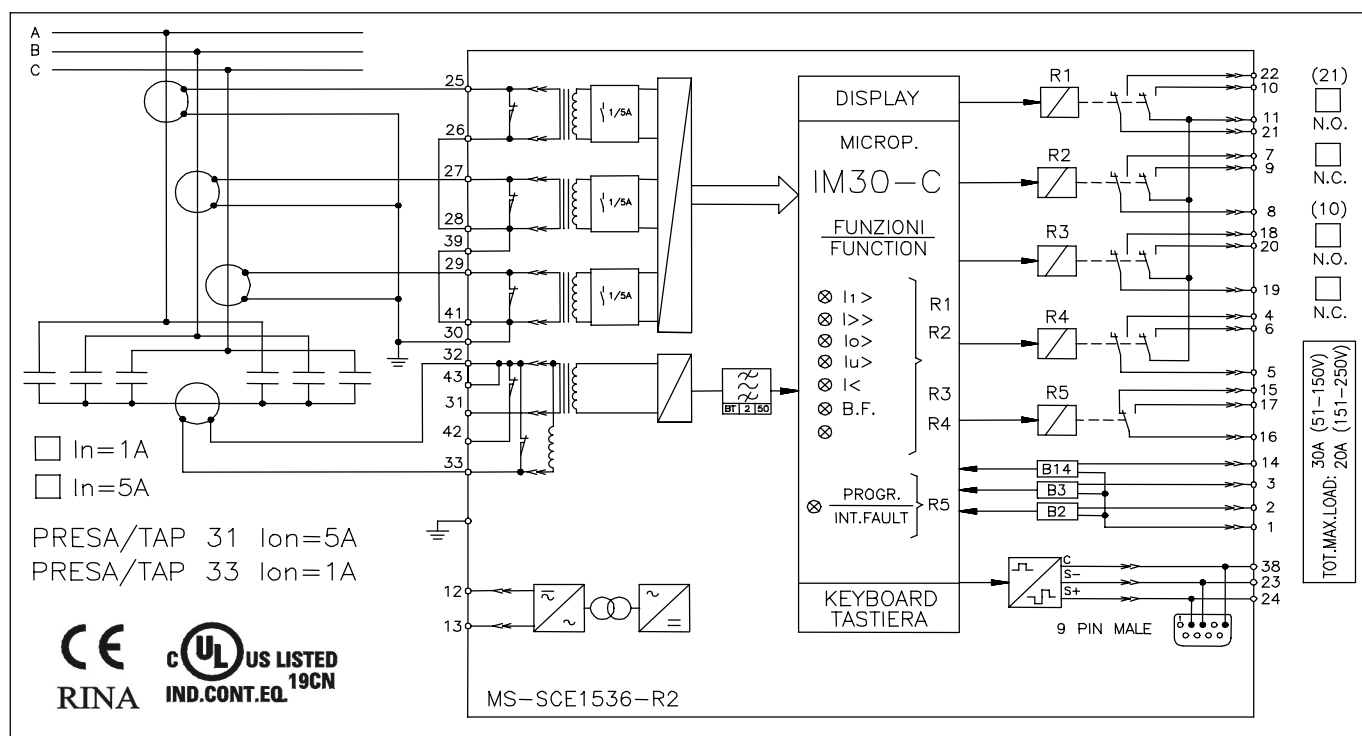 A
B
C
25
26
27
28
39
29
41
30
32
43
31
42
33
12
13
1/5A
1/5A
1/5A
BT 2 50
DISPLAY
MICROP.
IM30-C
FUNZIONI
FUNCTION
I1>
I>>
Io>
Iu>
I<
B.F.
R1
R2
R3
R4
PROGR.
INT.FAULT
R5
KEYBOARD
TASTIERA
R1
R2
R3
R4
R5
B14
B3
B2
C
S-
S+
9 PIN MALE
1
22
10
11
21
7
9
8
18
20
19
4
6
5
15
17
16
14
3
2
1
38
23
24
(21)
N.O.
N.C.
(10)
N.O.
N.C.
TOT.MAX.LOAD: 30A (51-150V)
20A (151-250V)
In=1A
In=5A
PRESA/TAP 31 Ion=5A
PRESA/TAP 33 Ion=1A
CE
RINA
C UL US LISTED
IND.CONT.EQ. 19CN
MS-SCE1536-R2